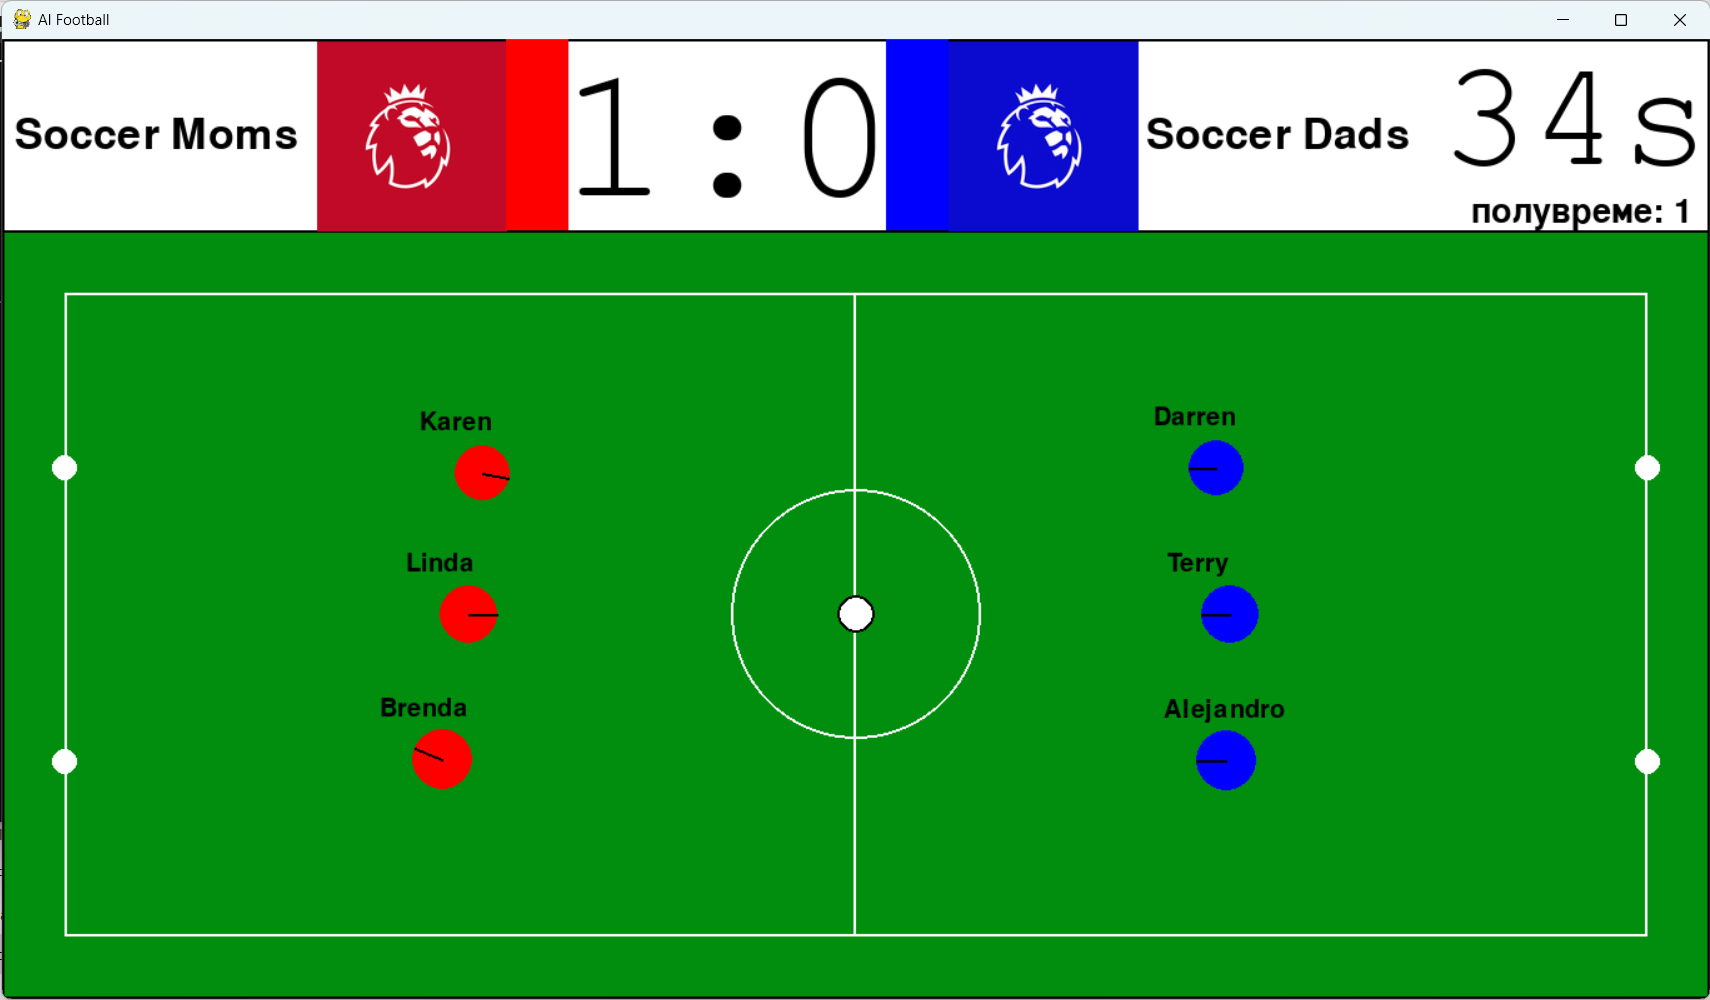 AI Football
Soccer Moms
1:0
Soccer Dads
34s
полувреме: 1
Karen
Darren
Linda
Terry
Brenda
Alejandro